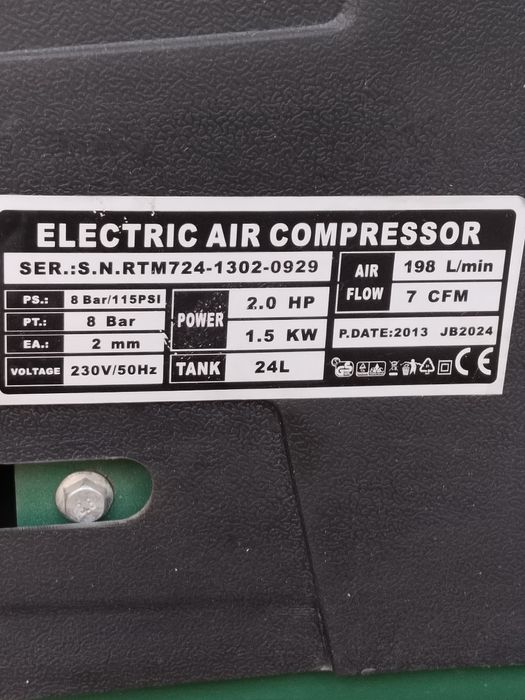 ELECTRIC AIR COMPRESSOR
SER.:S.N.RTM724-1302-0929
AIR FLOW
198 L/min
7 CFM
PS.: 8 Bar/115PSI
PT.: 8 Bar
EA.: 2 mm
POWER
2.0 HP
1.5 KW
P.DATE:2013 JB2024
VOLTAGE 230V/50Hz
TANK 24L
CE